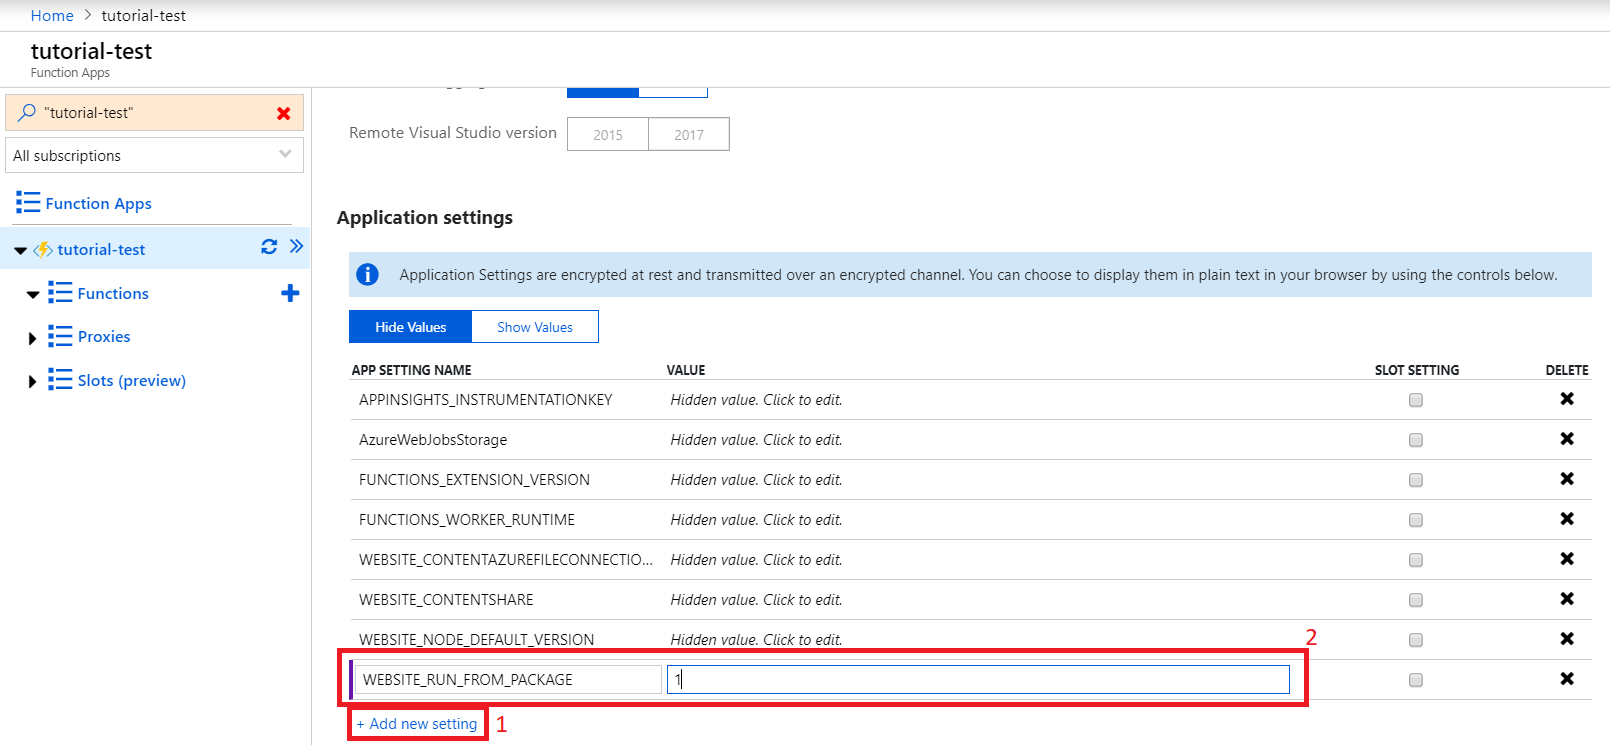 Home > tutorial-test
tutorial-test
Function Apps
"tutorial-test"
All subscriptions
Function Apps
tutorial-test
Functions
Proxies
Slots (preview)
Remote Visual Studio version 2015 2017
Application settings
Application Settings are encrypted at rest and transmitted over an encrypted channel. You can choose to display them in plain text in your browser by using the controls below.
Hide Values Show Values
APP SETTING NAME VALUE SLOT SETTING DELETE
APPINSIGHTS_INSTRUMENTATIONKEY Hidden value. Click to edit.
AzureWebJobsStorage Hidden value. Click to edit.
FUNCTIONS_EXTENSION_VERSION Hidden value. Click to edit.
FUNCTIONS_WORKER_RUNTIME Hidden value. Click to edit.
WEBSITE_CONTENTAZUREFILECONNECTIO... Hidden value. Click to edit.
WEBSITE_CONTENTSHARE Hidden value. Click to edit.
WEBSITE_NODE_DEFAULT_VERSION Hidden value. Click to edit.
2
WEBSITE_RUN_FROM_PACKAGE 1
+ Add new setting 1